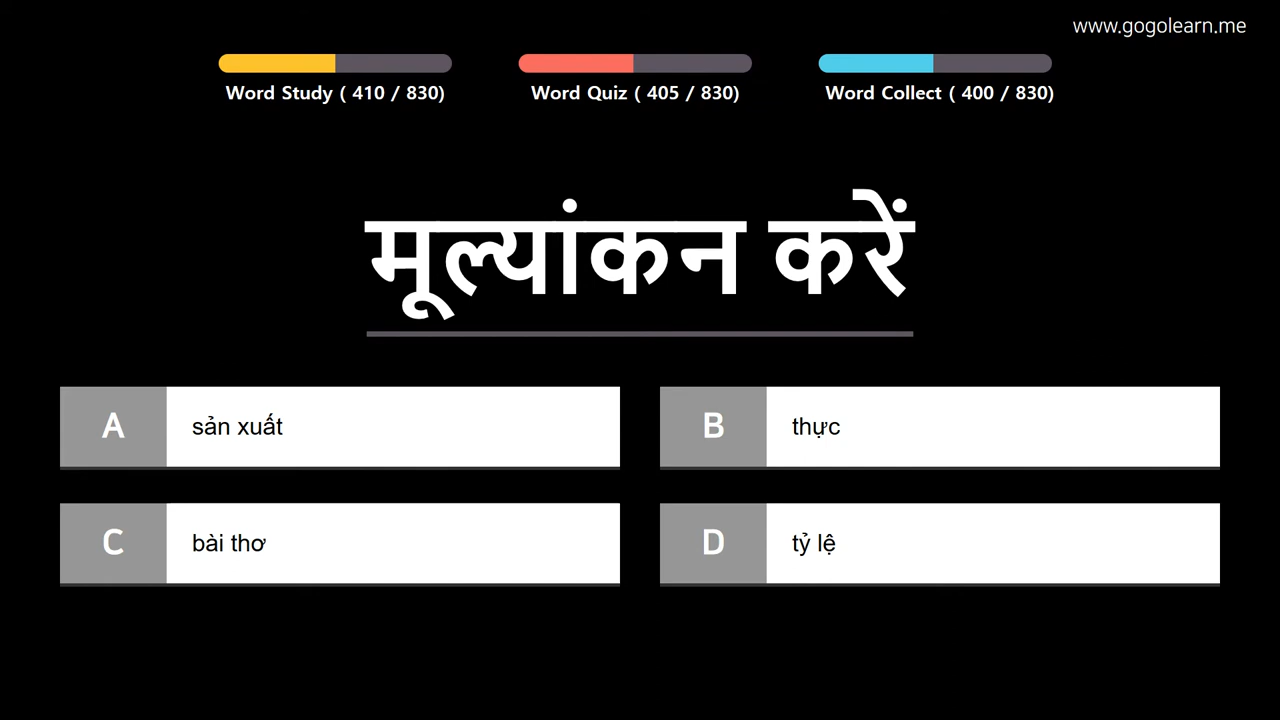 www.gogolearn.me
Word Study ( 410 / 830)
Word Quiz ( 405 / 830)
Word Collect ( 400 / 830)
मूल्यांकन करें
A
sản xuất
B
thực
C
bài thơ
D
tỷ lệ